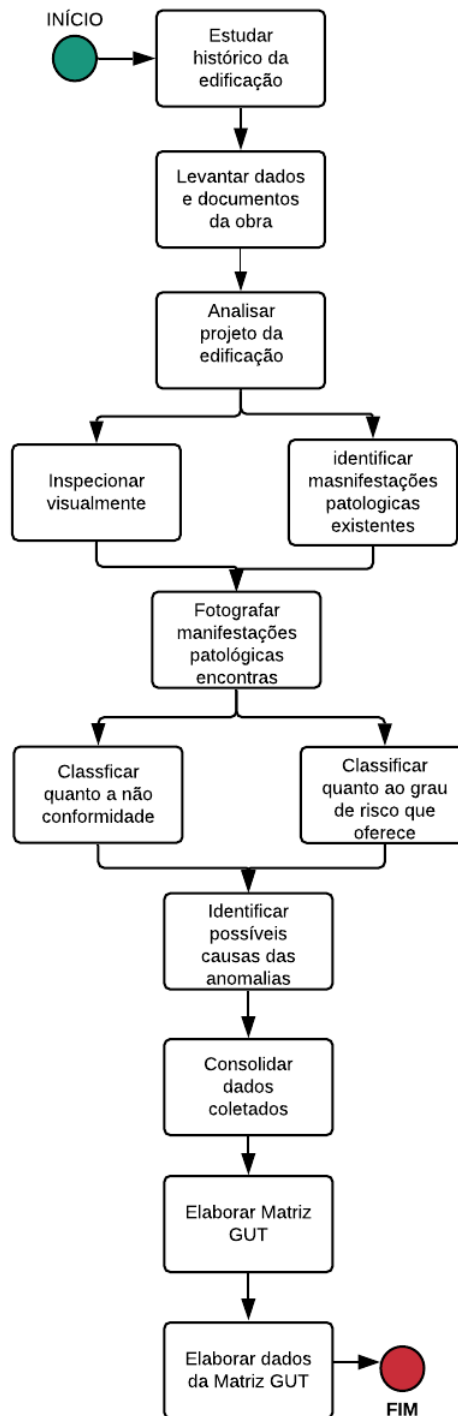 INÍCIO
Estudar
histórico da
edificação
Levantar dados
e documentos
da obra
Analisar
projeto da
edificação
Inspecionar
visualmente
identificar
masnifestações
patologicas
existentes
Fotografar
manifestações
patológicas
encontras
Classficar
quanto a não
conformidade
Classificar
quanto ao grau
de risco que
oferece
Identificar
possíveis
causas das
anomalias
Consolidar
dados
coletados
Elaborar Matriz
GUT
Elaborar dados
da Matriz GUT
FIM